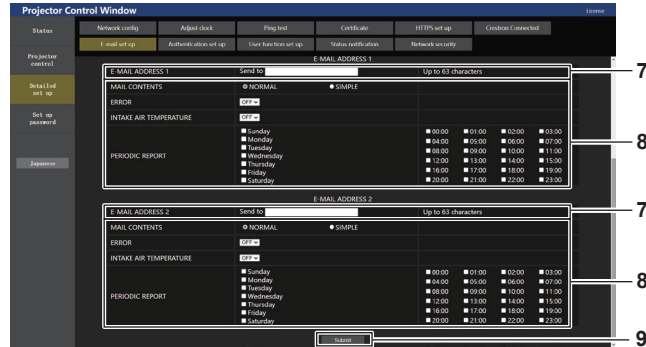 Projector Control Window
License
Status
Network config Adjust clock Ping test Certificate HTTPS set up Crestron Connected
E-mail set up Authentication set up User function set up Status notification Network security
Projector control
Detailed set up
Set up password
Japanese
E-MAIL ADDRESS 1
E-MAIL ADDRESS 1 Send to Up to 63 characters 7
MAIL CONTENTS NORMAL SIMPLE
ERROR OFF
INTAKE AIR TEMPERATURE OFF
PERIODIC REPORT
Sunday 00:00 01:00 02:00 03:00
Monday 04:00 05:00 06:00 07:00
Tuesday 08:00 09:00 10:00 11:00
Wednesday 12:00 13:00 14:00 15:00
Thursday
Friday 16:00 17:00 18:00 19:00
Saturday 20:00 21:00 22:00 23:00
8
E-MAIL ADDRESS 2
E-MAIL ADDRESS 2 Send to Up to 63 characters 7
MAIL CONTENTS NORMAL SIMPLE
ERROR OFF
INTAKE AIR TEMPERATURE OFF
PERIODIC REPORT
Sunday 00:00 01:00 02:00 03:00
Monday 04:00 05:00 06:00 07:00
Tuesday 08:00 09:00 10:00 11:00
Wednesday 12:00 13:00 14:00 15:00
Thursday
Friday 16:00 17:00 18:00 19:00
Saturday 20:00 21:00 22:00 23:00
8
Submit 9